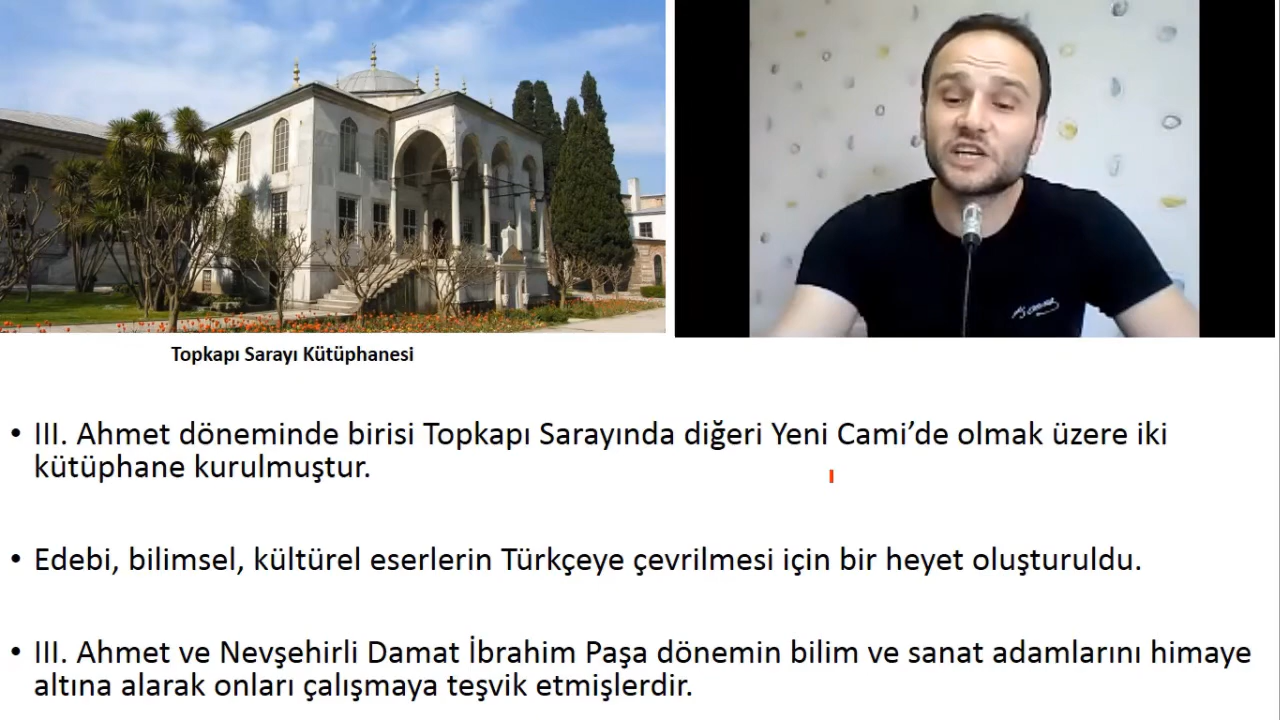 Topkapı Sarayı Kütüphanesi
• III. Ahmet döneminde birisi Topkapı Sarayında diğeri Yeni Cami’de olmak üzere iki
kütüphane kurulmuştur.
• Edebi, bilimsel, kültürel eserlerin Türkçeye çevrilmesi için bir heyet oluşturuldu.
• III. Ahmet ve Nevşehirli Damat İbrahim Paşa dönemin bilim ve sanat adamlarını himaye
altına alarak onları çalışmaya teşvik etmişlerdir.